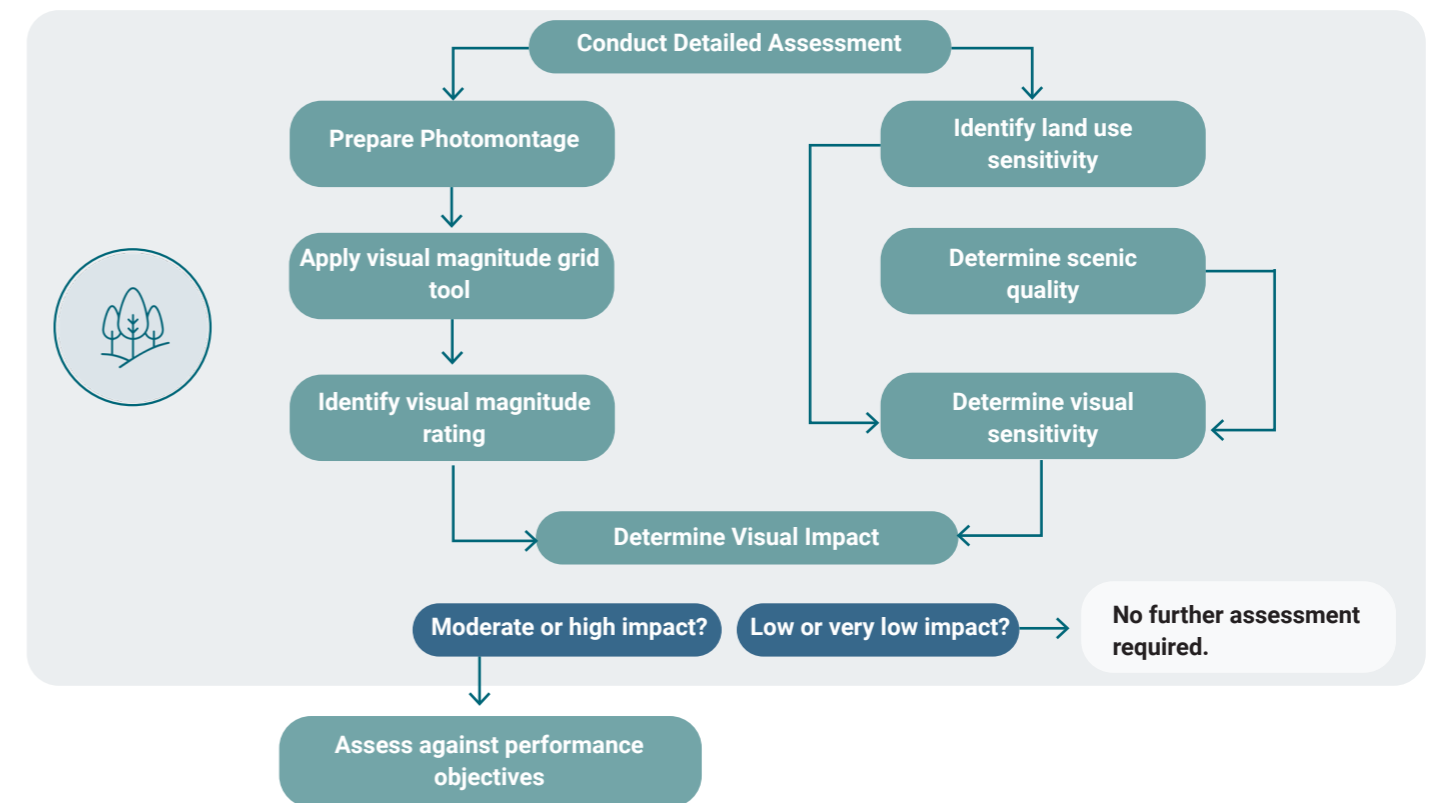 Conduct Detailed Assessment
Prepare Photomontage
Identify land use
sensitivity
Apply visual magnitude grid
tool
Determine scenic
quality
Identify visual magnitude
rating
Determine visual
sensitivity
Determine Visual Impact
Moderate or high impact?
Low or very low impact?
No further assessment
required.
Assess against performance
objectives